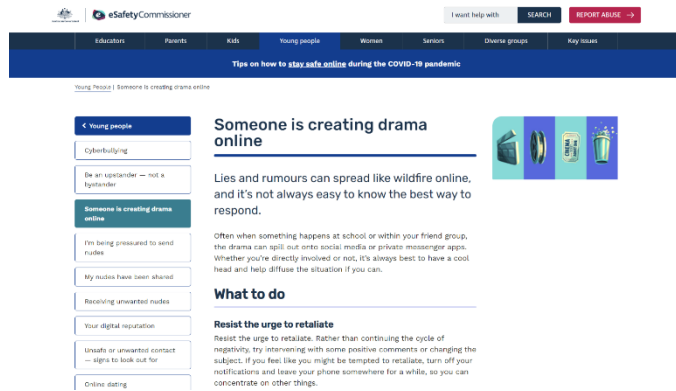 eSafetyCommissioner
I want help with
SEARCH
REPORT ABUSE →
Educators
Parents
Kids
Young people
Women
Seniors
Diverse groups
Key Issues
Tips on how to stay safe online during the COVID-19 pandemic
Young People | Someone is creating drama online
< Young people
Cyberbullying
Be an upstander — not a
bystander
Someone is creating drama
online
I'm being pressured to send
nudes
My nudes have been shared
Receiving unwanted nudes
Your digital reputation
Unsafe or unwanted contact
— signs to look out for
Online dating
Someone is creating drama
online
Lies and rumours can spread like wildfire online,
and it's not always easy to know the best way to
respond.
Often when something happens at school or within your friend group,
the drama can spill out onto social media or private messenger apps.
Whether you're directly involved or not, it's always best to have a cool
head and help diffuse the situation if you can.
What to do
Resist the urge to retaliate
Resist the urge to retaliate. Rather than continuing the cycle of
negativity, try intervening with some positive comments or changing the
subject. If you feel like you might be tempted to retaliate, turn off your
notifications and leave your phone somewhere for a while, so you can
concentrate on other things.
CINEMA